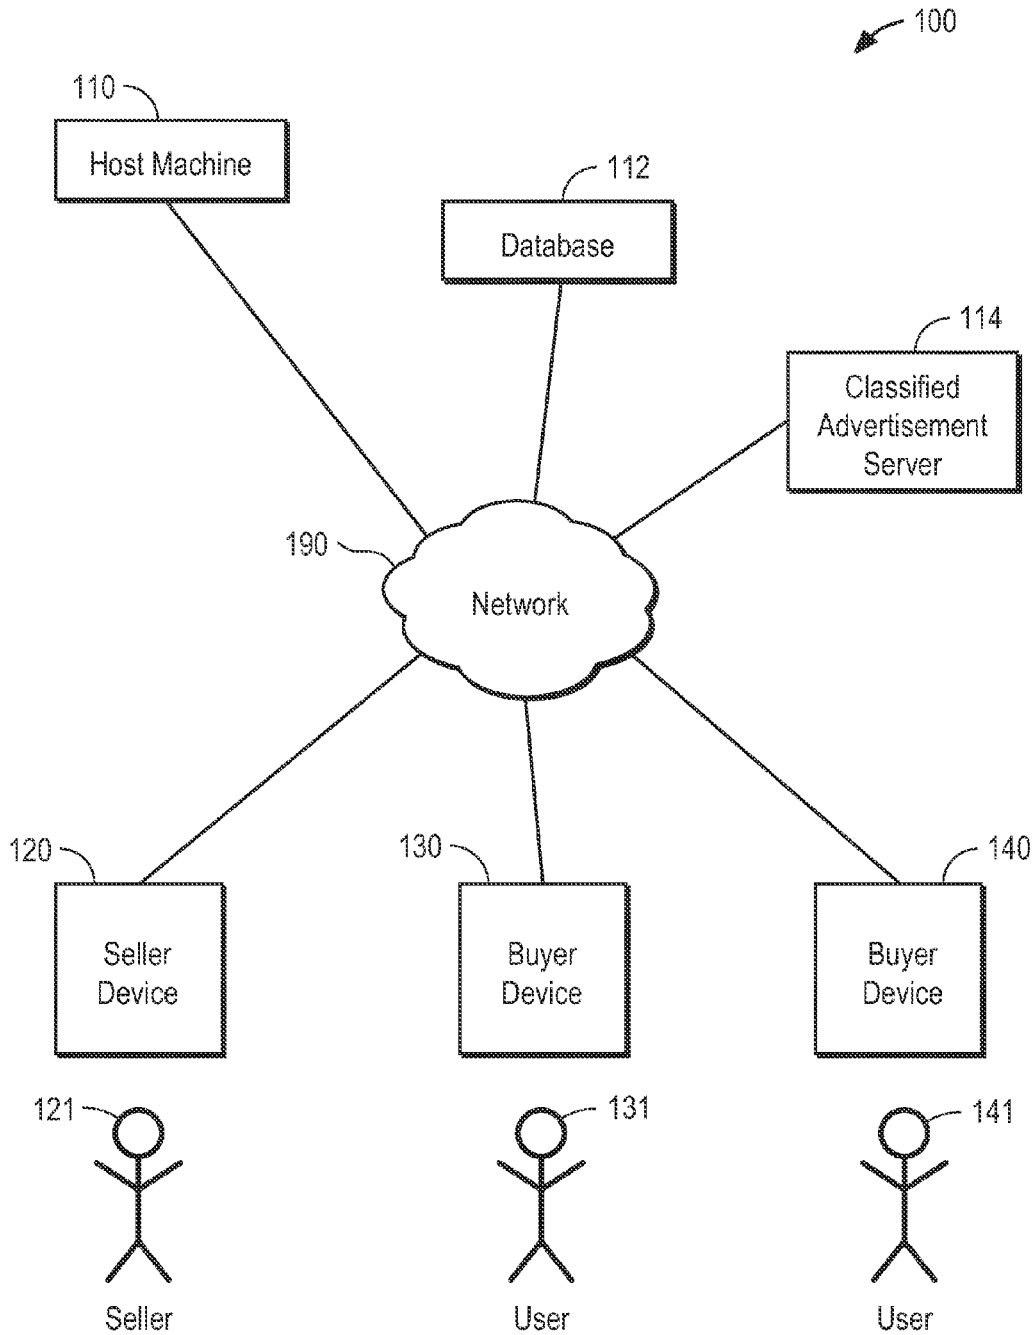 100
110
Host Machine
112
Database
114
Classified
Advertisement
Server
190
Network
120
130
140
Seller
Device
Buyer
Device
Buyer
Device
121
131
141
Seller
User
User